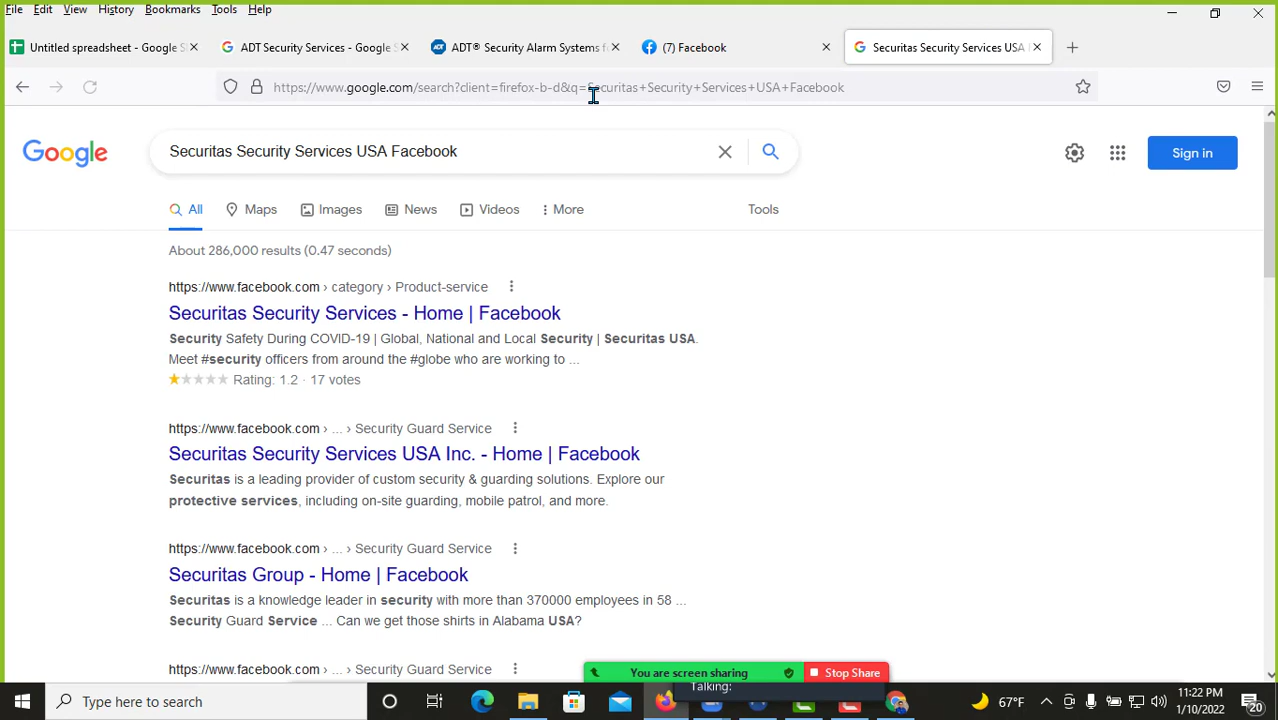 File Edit View History Bookmarks Tools Help
Untitled spreadsheet - Google S
ADT Security Services - Google
ADT® Security Alarm Systems fo
(7) Facebook
Securitas Security Services USA
https://www.google.com/search?client=firefox-b-d&q=Securitas+Security+Services+USA+Facebook
Google
Securitas Security Services USA Facebook
Sign in
All Maps Images News Videos More Tools
About 286,000 results (0.47 seconds)
https://www.facebook.com › category › Product-service
Securitas Security Services - Home | Facebook
Security Safety During COVID-19 | Global, National and Local Security | Securitas USA.
Meet #security officers from around the #globe who are working to ...
Rating: 1.2 · 17 votes
https://www.facebook.com › ... › Security Guard Service
Securitas Security Services USA Inc. - Home | Facebook
Securitas is a leading provider of custom security & guarding solutions. Explore our
protective services, including on-site guarding, mobile patrol, and more.
https://www.facebook.com › ... › Security Guard Service
Securitas Group - Home | Facebook
Securitas is a knowledge leader in security with more than 370000 employees in 58 ...
Security Guard Service ... Can we get those shirts in Alabama USA?
https://www.facebook.com › ... › Security Guard Service
You are screen sharing Stop Share
Talking:
Type here to search
67°F
11:22 PM
1/10/2022
20